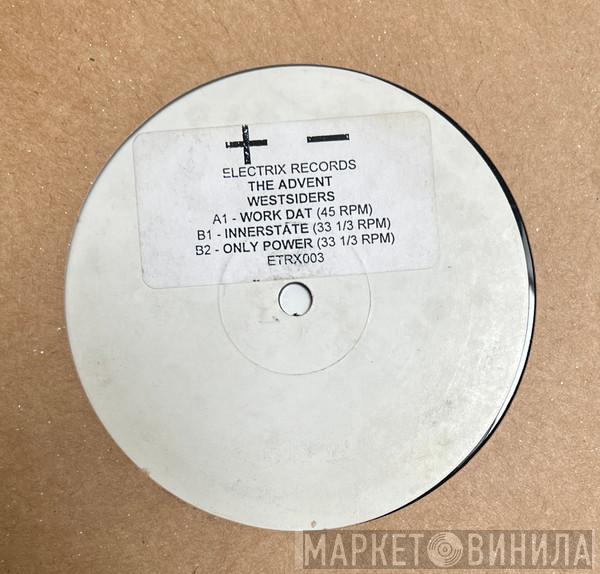 + −
ELECTRIX RECORDS
THE ADVENT
WESTSIDERS
A1 - WORK DAT (45 RPM)
B1 - INNERSTATE (33 1/3 RPM)
B2 - ONLY POWER (33 1/3 RPM)
ETRX003
МАРКЕТ ВИНИЛА